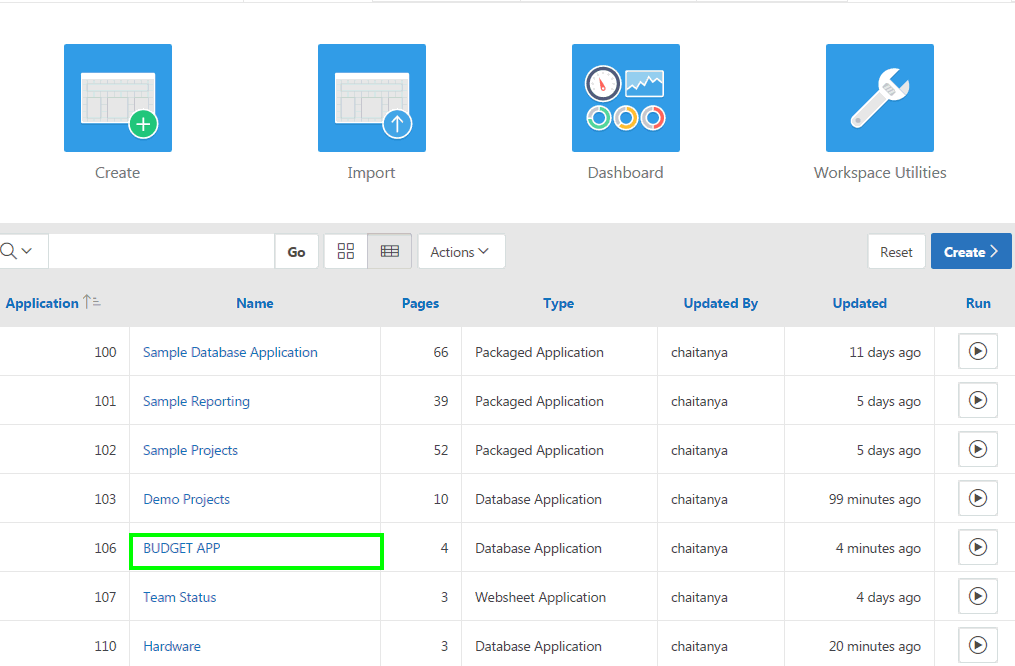 Create Import Dashboard Workspace Utilities
Go Actions Reset Create
Application Name Pages Type Updated By Updated Run
100 Sample Database Application 66 Packaged Application chaitanya 11 days ago
101 Sample Reporting 39 Packaged Application chaitanya 5 days ago
102 Sample Projects 52 Packaged Application chaitanya 5 days ago
103 Demo Projects 10 Database Application chaitanya 99 minutes ago
106 BUDGET APP 4 Database Application chaitanya 4 minutes ago
107 Team Status 3 Websheet Application chaitanya 4 days ago
110 Hardware 3 Database Application chaitanya 20 minutes ago